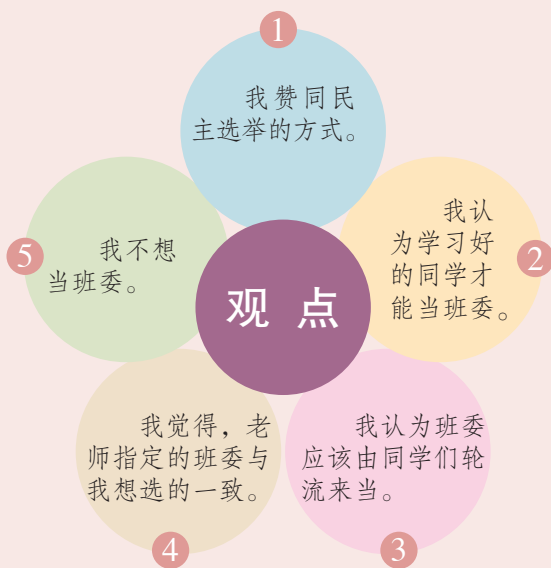 1
我赞同民
主选举的方式。
我认
为学习好
的同学才
能当班委。
2
我认为班委
应该由同学们轮
流来当。
3
我觉得，老
师指定的班委与
我想选的一致。
4
5
我不想
当班委。
观点